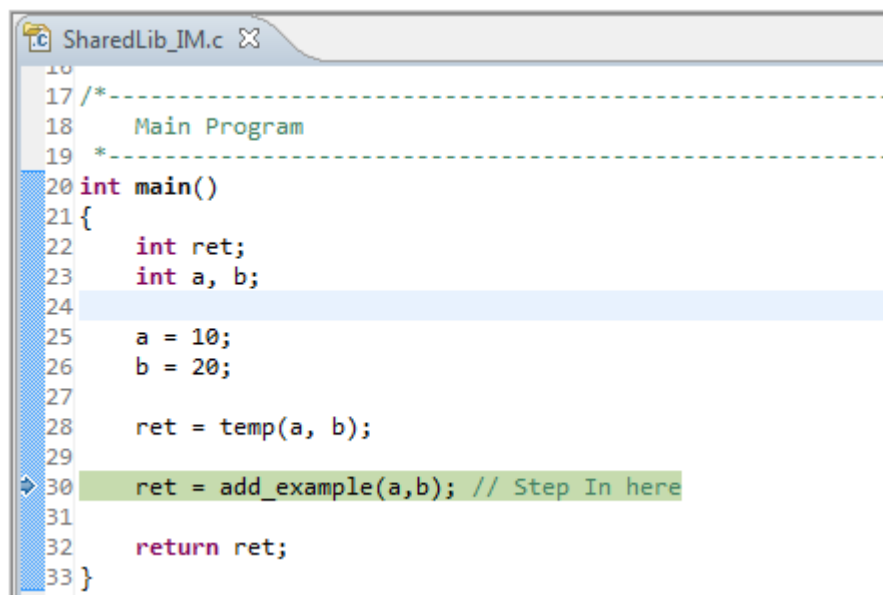 SharedLib_IM.c
16
17 /*-----------------------------------------------------------
18     Main Program
19  *-----------------------------------------------------------
20 int main()
21 {
22     int ret;
23     int a, b;
24
25     a = 10;
26     b = 20;
27
28     ret = temp(a, b);
29
30     ret = add_example(a,b); // Step In here
31
32     return ret;
33 }